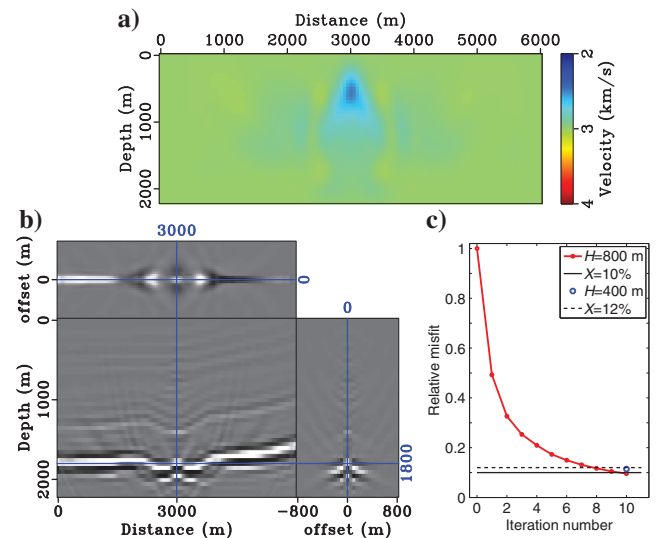 a)
Distance (m)
0 1000 2000 3000 4000 5000 6000
Depth (m)
0
1000
2000
2
3
4
Velocity (km/s)
b)
3000
offset (m)
0
0
0
Depth (m)
0
1000
2000
1800
0 3000 -800 0 800
Distance (m) offset (m)
c)
Relative misfit
1
0.8
0.6
0.4
0.2
0
H=800 m
X=10%
H=400 m
X=12%
0 2 4 6 8 10
Iteration number